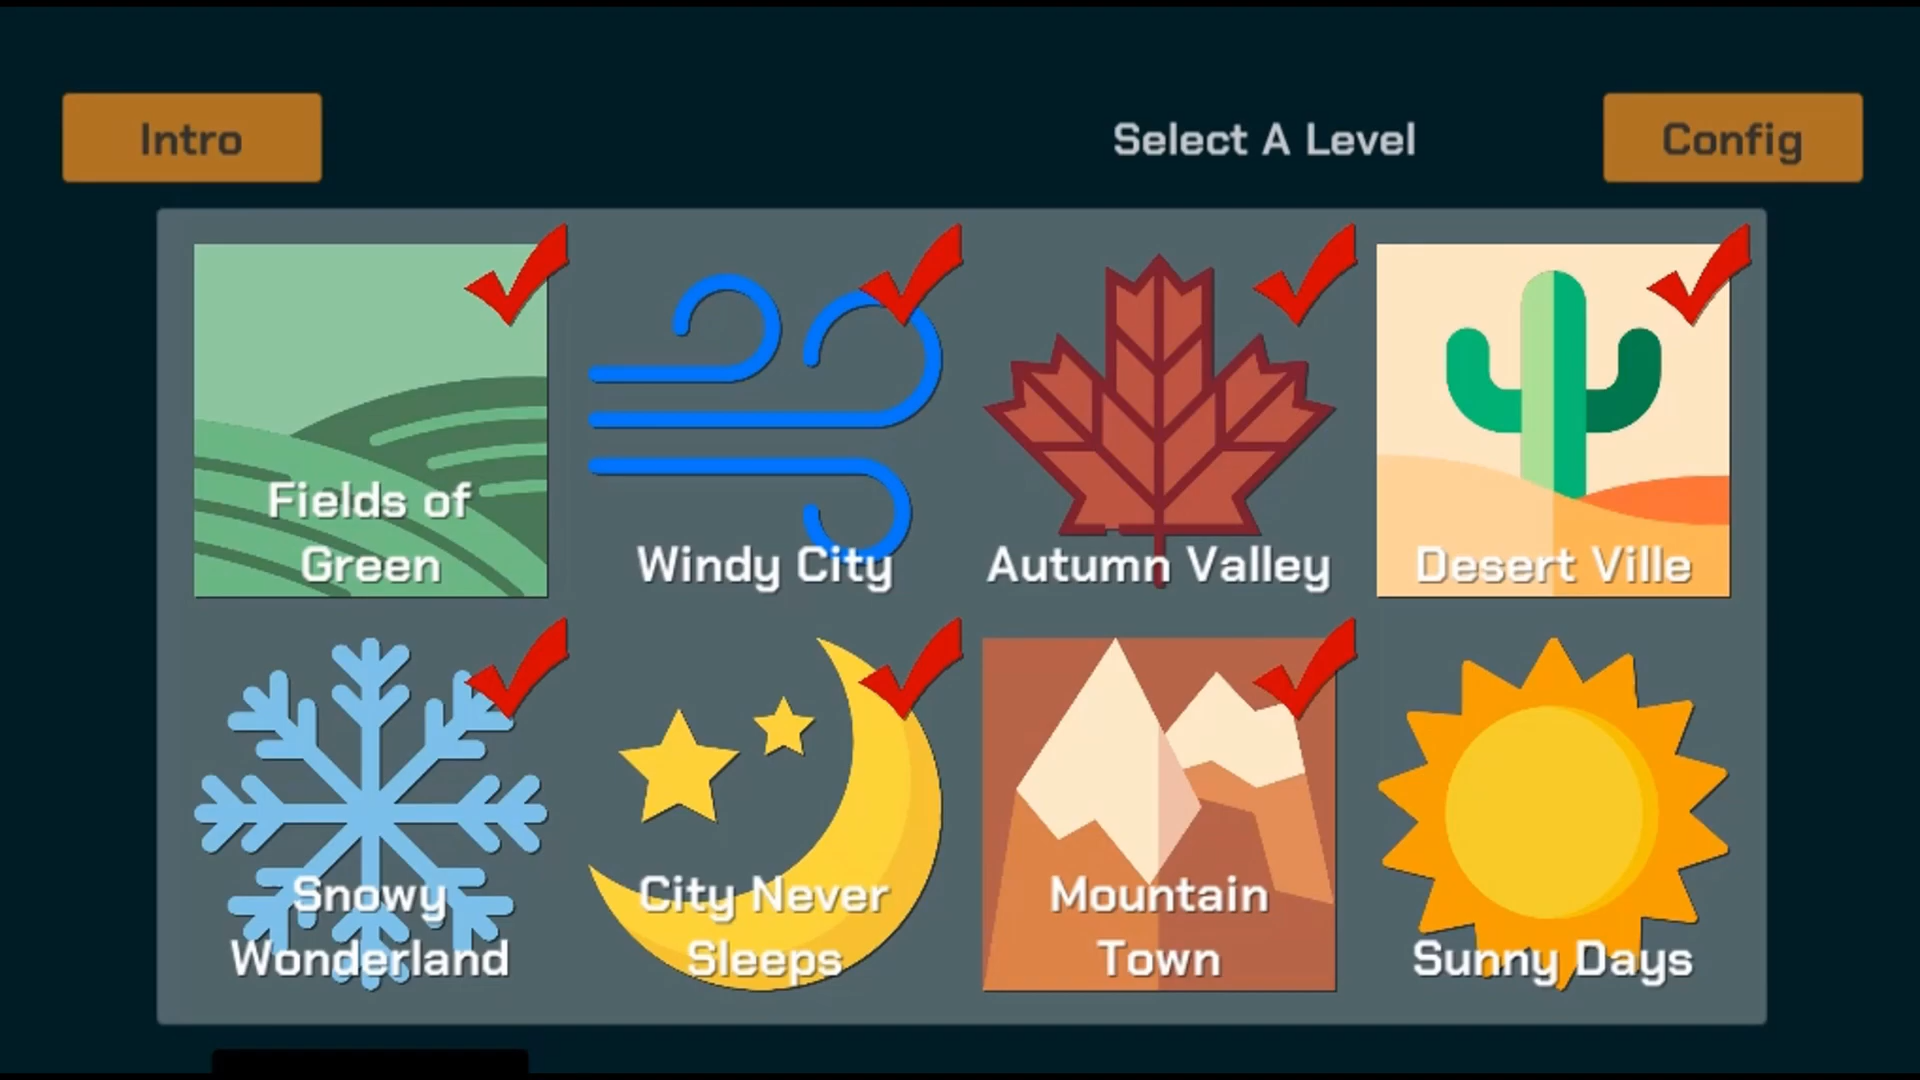 Intro
Select A Level
Config
Fields of
Green
Windy City
Autumn Valley
Desert Ville
Snowy
Wonderland
City Never
Sleeps
Mountain
Town
Sunny Days